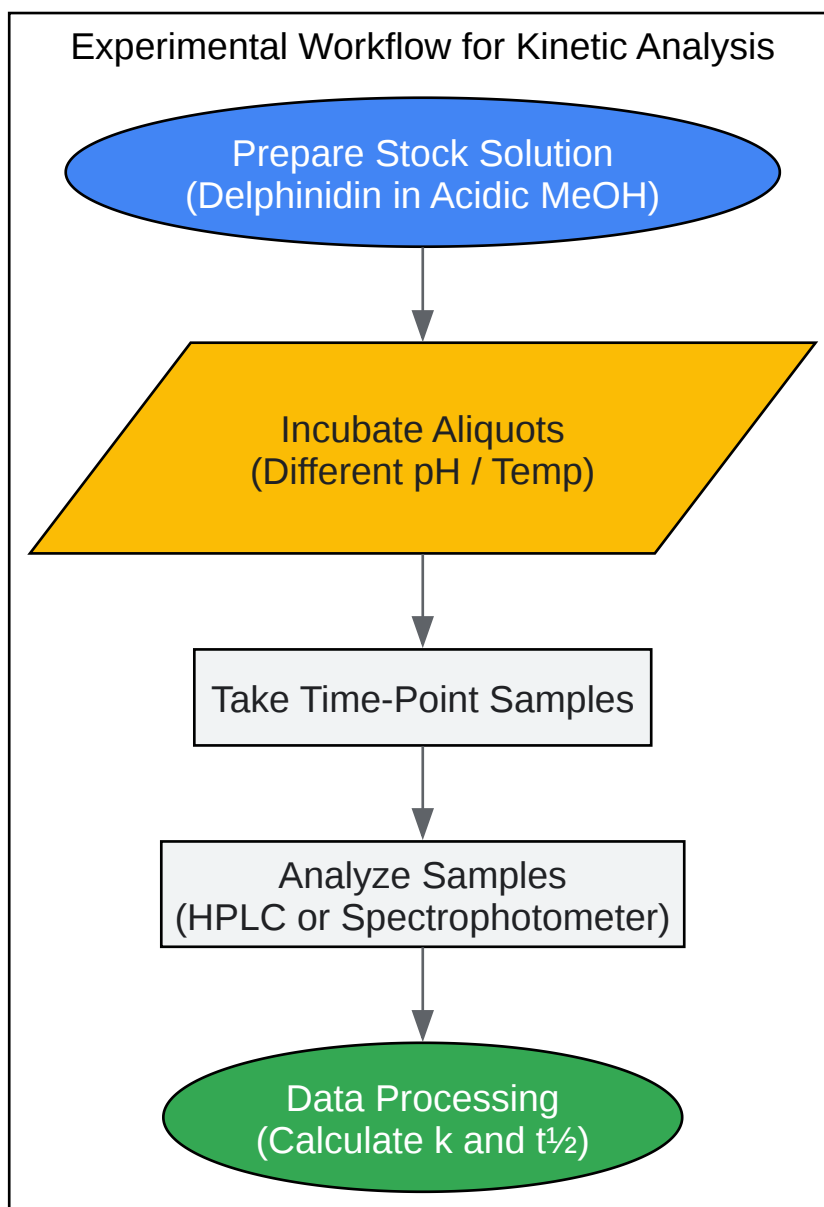 Experimental Workflow for Kinetic Analysis
Prepare Stock Solution
(Delphinidin in Acidic MeOH)
Incubate Aliquots
(Different pH / Temp)
Take Time-Point Samples
Analyze Samples
(HPLC or Spectrophotometer)
Data Processing
(Calculate k and t½)